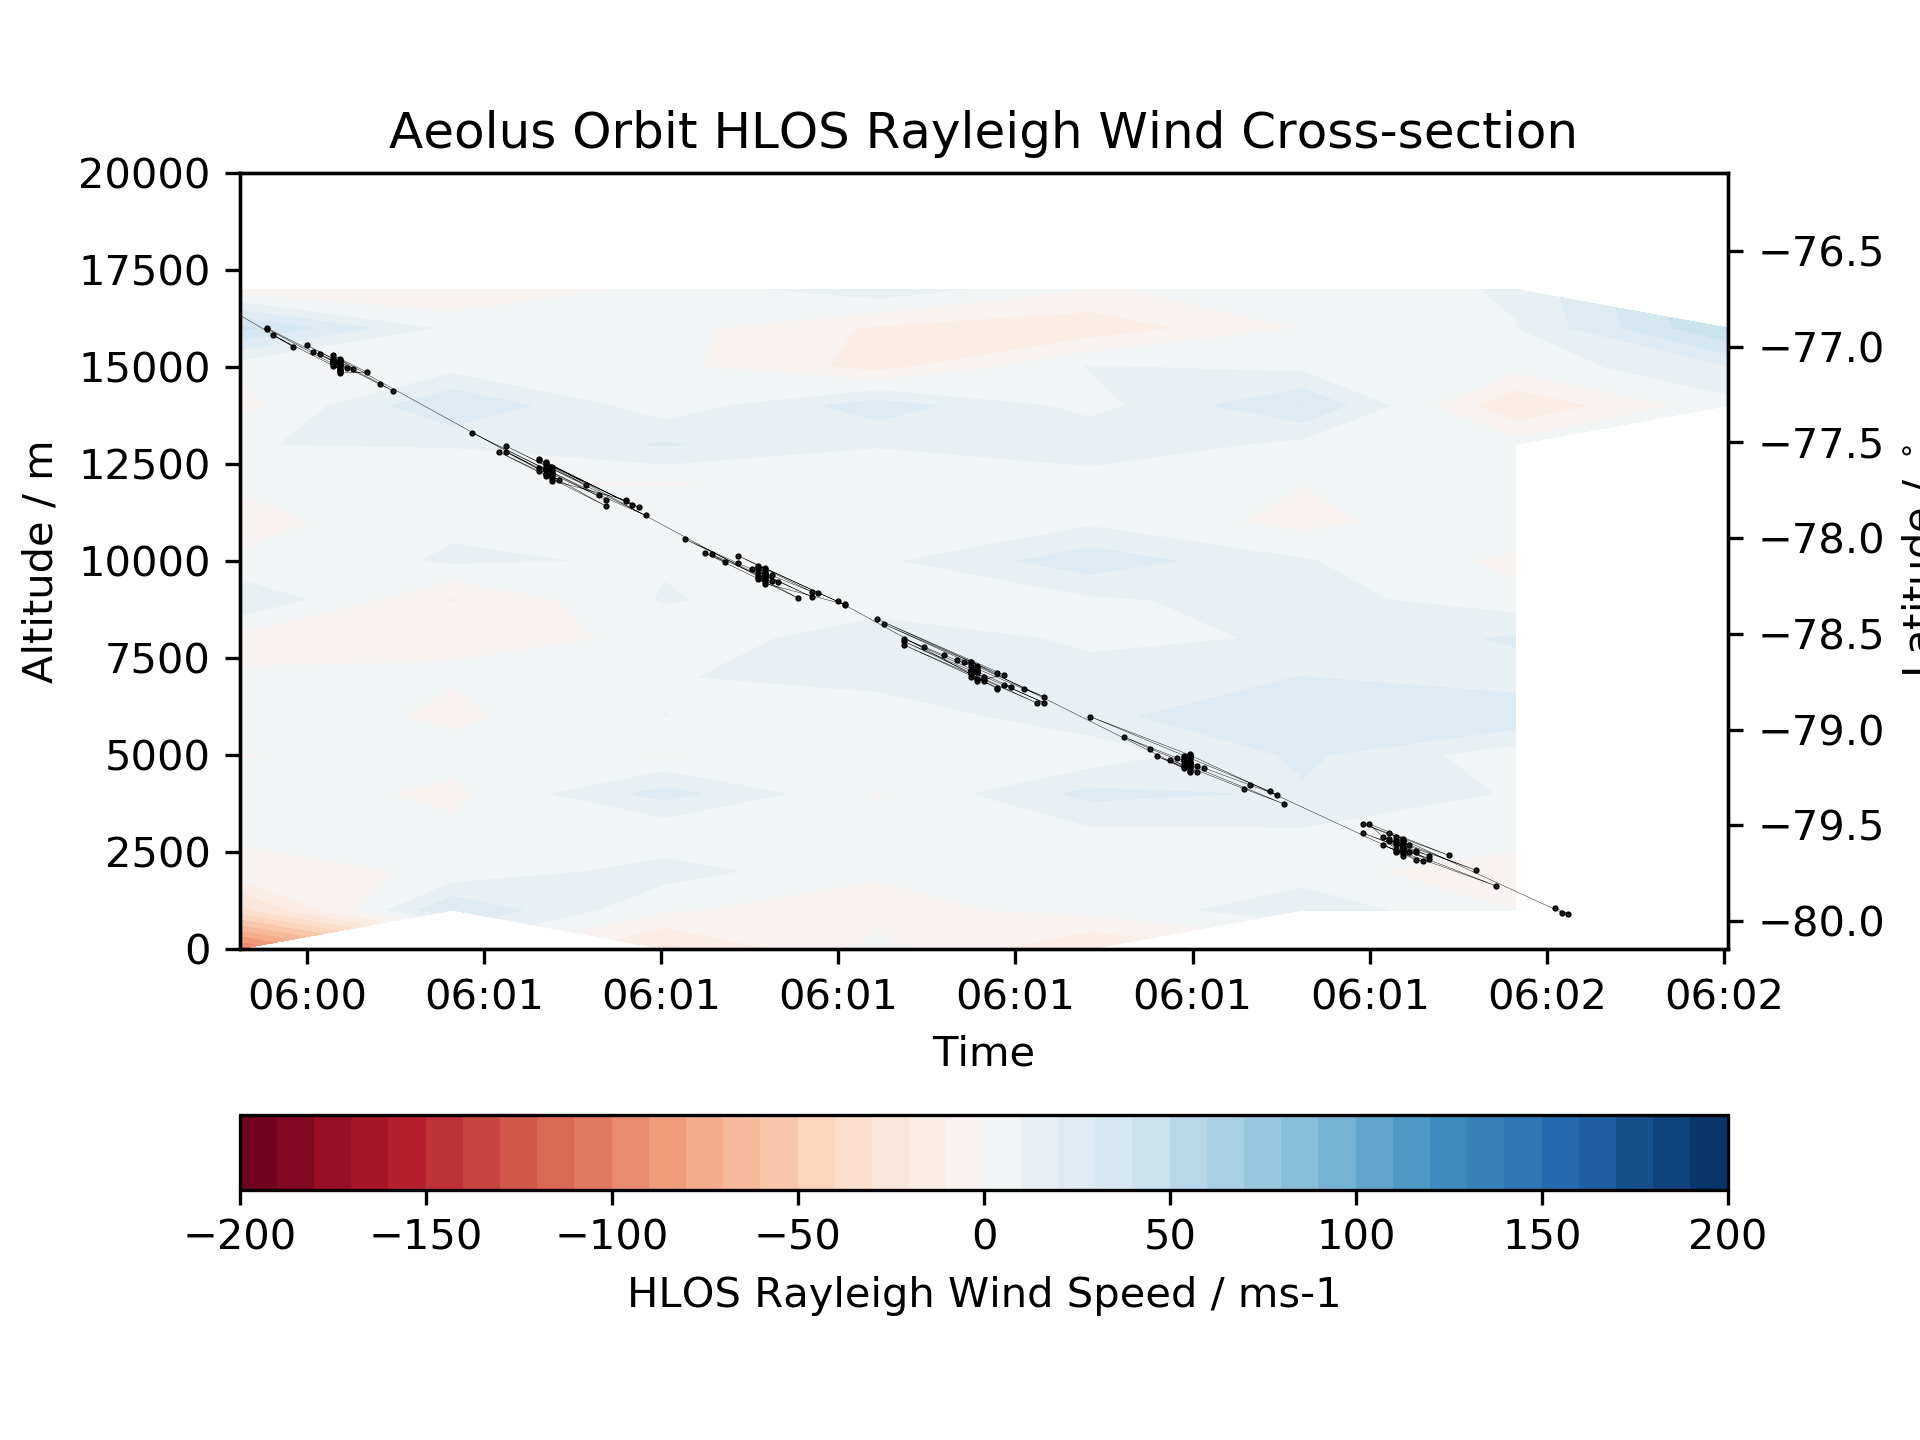 Aeolus Orbit HLOS Rayleigh Wind Cross-section
20000
17500
15000
12500
10000
7500
5000
2500
0
Altitude / m
−76.5
−77.0
−77.5
−78.0
−78.5
−79.0
−79.5
−80.0
06:00 06:01 06:01 06:01 06:01 06:01 06:01 06:02 06:02
Time
−200 −150 −100 −50 0 50 100 150 200
HLOS Rayleigh Wind Speed / ms-1